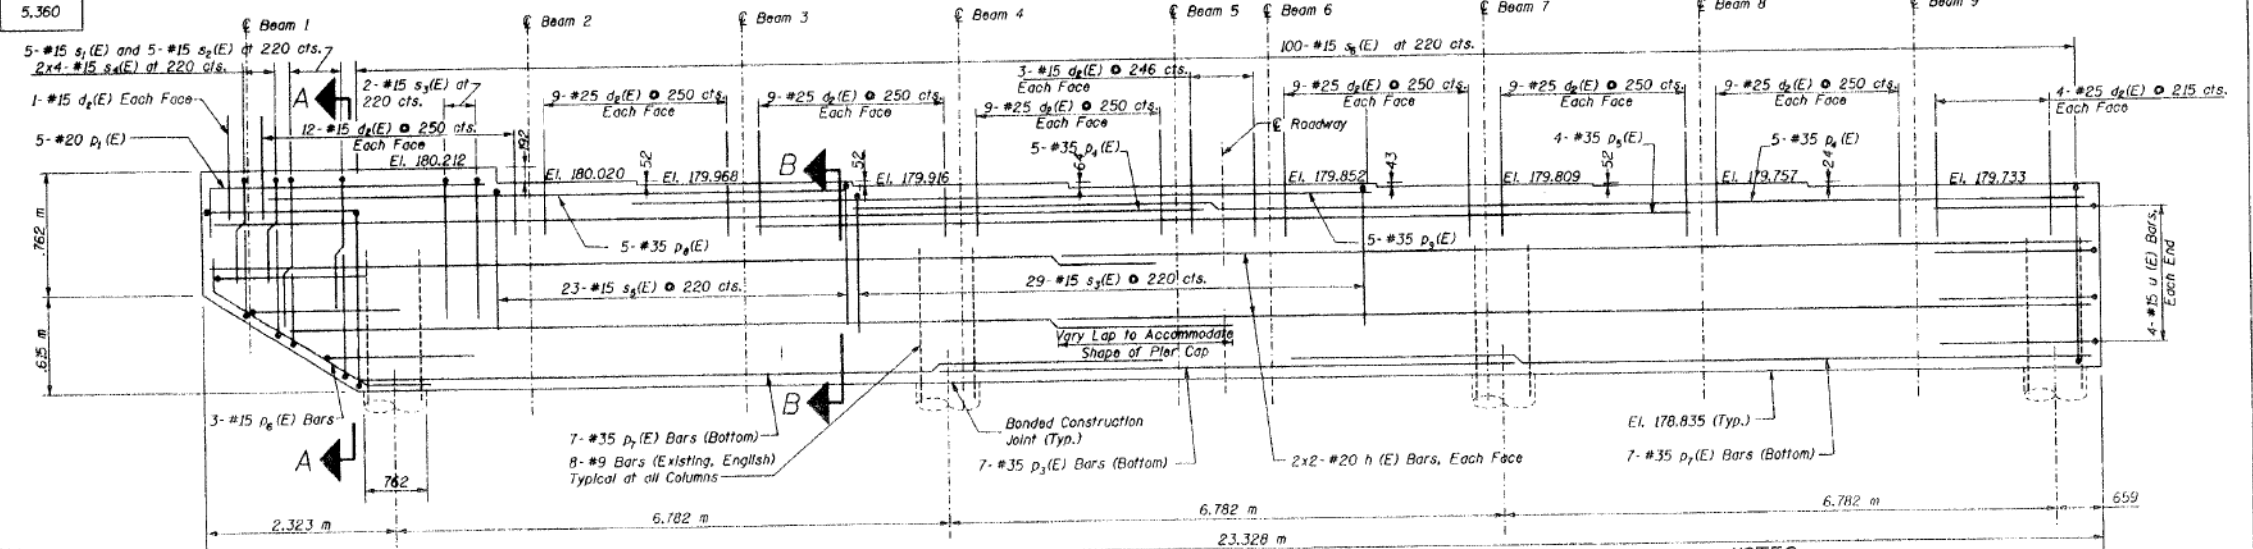 5.360
℄ Beam 1
℄ Beam 2
℄ Beam 3
℄ Beam 4
℄ Beam 5
℄ Beam 6
℄ Beam 7
℄ Beam 8
℄ Beam 9
5- #15 s₁(E) and 5- #15 s₂(E) at 220 cts.
2x4- #15 s₄(E) at 220 cts.
1- #15 d₂(E) Each Face
5- #20 p₁(E)
A
2- #15 s₃(E) at
220 cts.
12- #15 d₂(E) @ 250 cts.
Each Face
9- #25 d₂(E) @ 250 cts.
Each Face
9- #25 d₂(E) @ 250 cts.
Each Face
3- #15 d₂(E) @ 246 cts.
Each Face
9- #25 d₂(E) @ 250 cts.
Each Face
100- #15 (E) at 220 cts.
9- #25 d₂(E) @ 250 cts.
Each Face
9- #25 d₂(E) @ 250 cts.
Each Face
9- #25 d₂(E) @ 250 cts.
Each Face
4- #25 d₂(E) @ 215 cts.
Each Face
℄ Roadway
5- #35 p₄(E)
4- #35 p₅(E)
5- #35 p₄(E)
El. 180.212
192
El. 180.020
52
El. 179.968
B
52
El. 179.916
64
El. 179.852
43
El. 179.809
52
El. 179.757
24
El. 179.733
.762 m
.615 m
5- #35 (E)
5- #35 p₉(E)
23- #15 s₅(E) @ 220 cts.
29- #15 s₃(E) @ 220 cts.
4- #15 u (E) Bars,
Each End
Vary Lap to Accommodate
Shape of Pier Cap
3- #15 p₆(E) Bars
A
B
7- #35 p₇(E) Bars (Bottom)
8- #9 Bars (Existing, English)
Typical at all Columns
Bonded Construction
Joint (Typ.)
7- #35 p₃(E) Bars (Bottom)
2x2- #20 h (E) Bars, Each Face
El. 178.835 (Typ.)
7- #35 p₇(E) Bars (Bottom)
762
2.323 m
6.782 m
6.782 m
6.782 m
659
23.328 m
NOTES